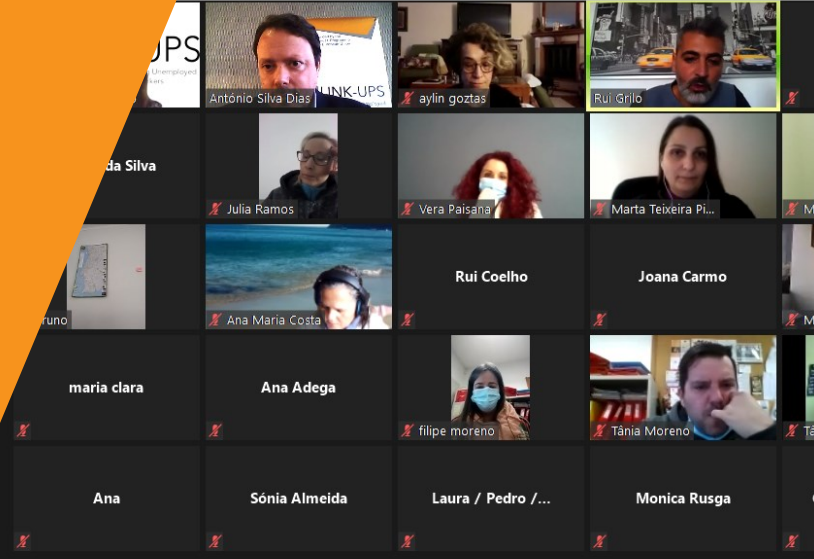 UPS
Unemployed
António Silva Dias
LINK-UPS
aylin goztas
Rui Grilo
da Silva
Julia Ramos
Vera Paisana
Marta Teixeira Pi...
M
runo
Ana Maria Costa
Rui Coelho
Joana Carmo
M
maria clara
Ana Adega
filipe moreno
Tânia Moreno
Tâ
Ana
Sónia Almeida
Laura / Pedro /...
Monica Rusga